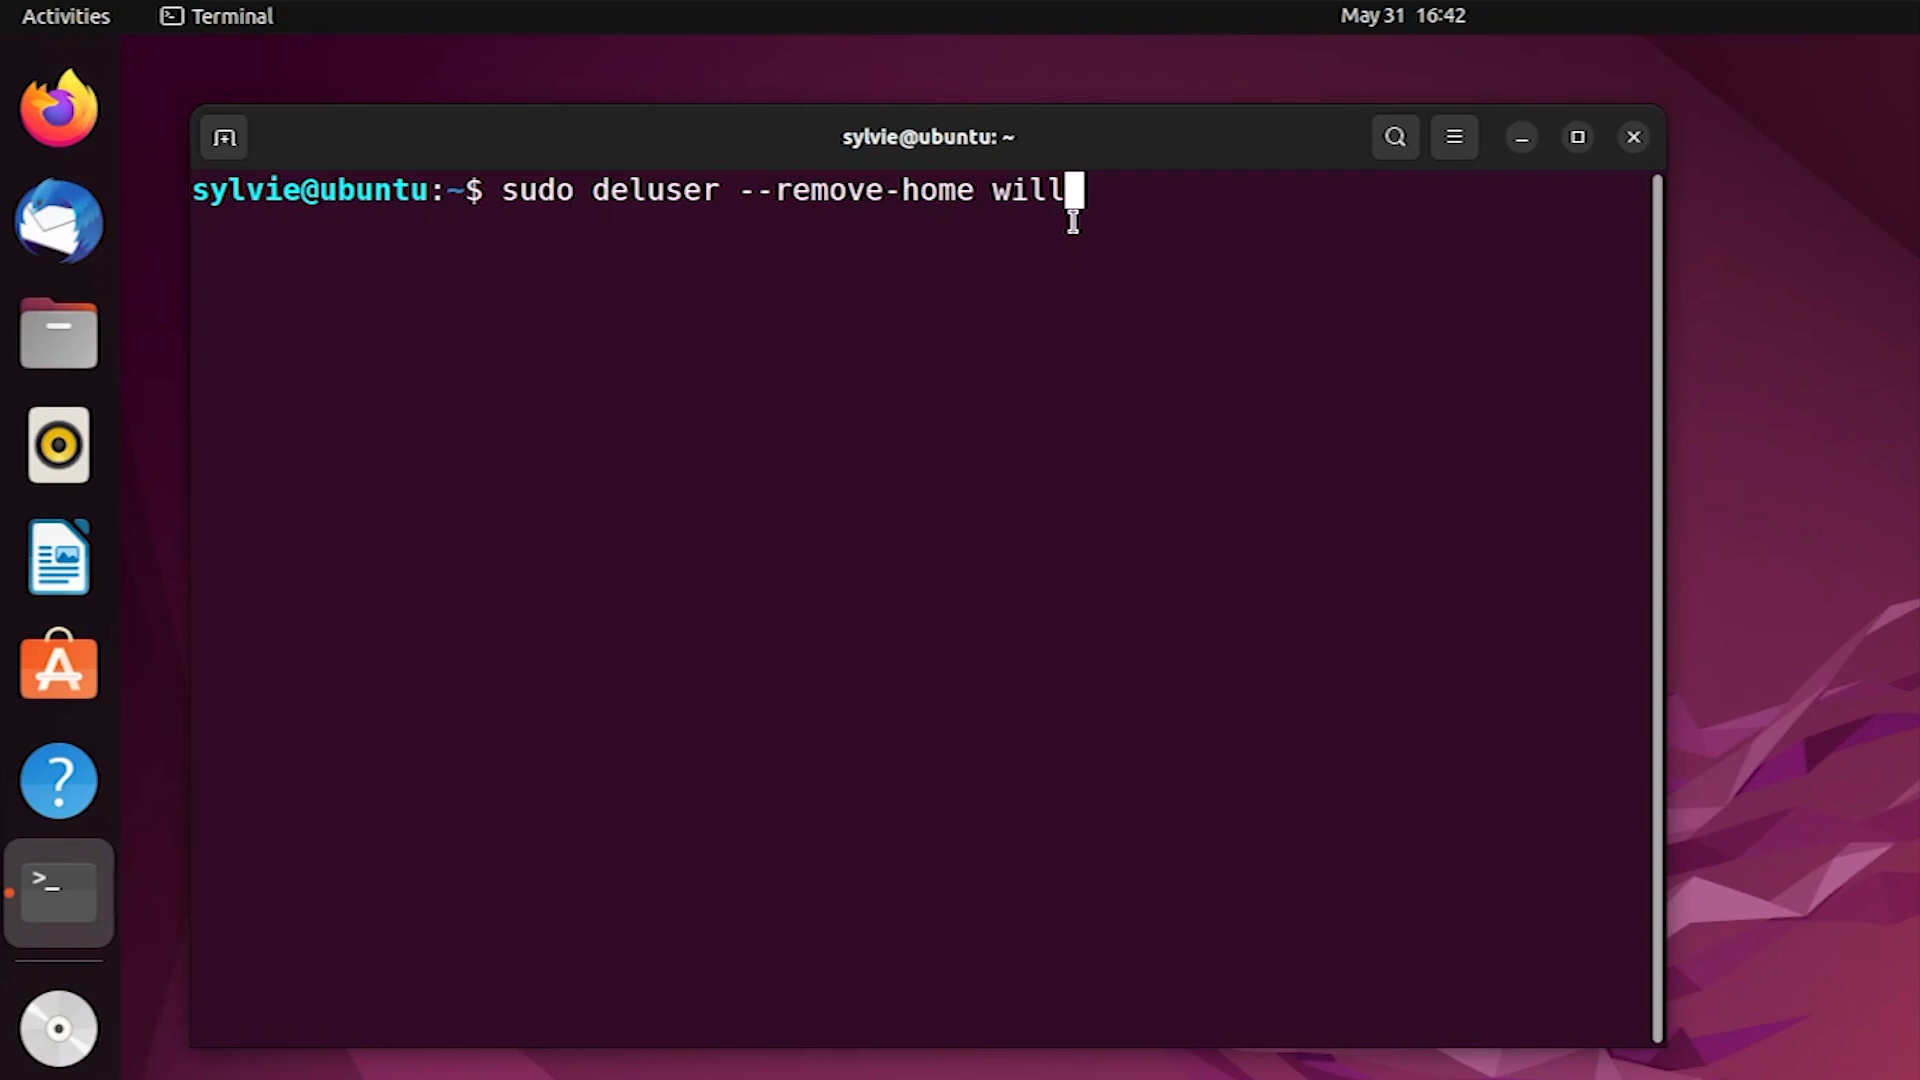 Activities Terminal May 31 16:42
sylvie@ubuntu: ~
sylvie@ubuntu:~$ sudo deluser --remove-home will